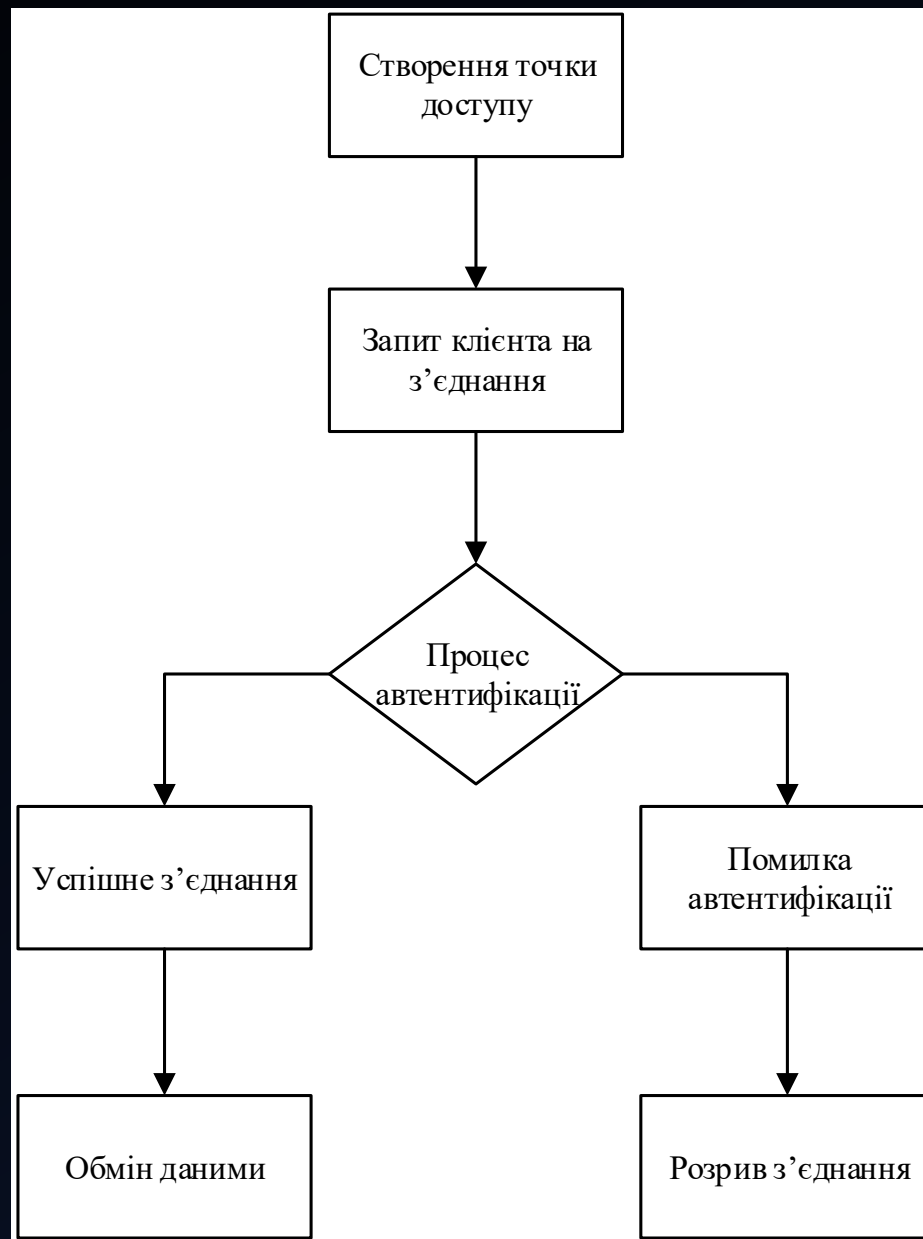 Створення точки
доступу
Запит клієнта на
з’єднання
Процес
автентифікації
Успішне з’єднання
Помилка
автентифікації
Обмін даними
Розрив з’єднання